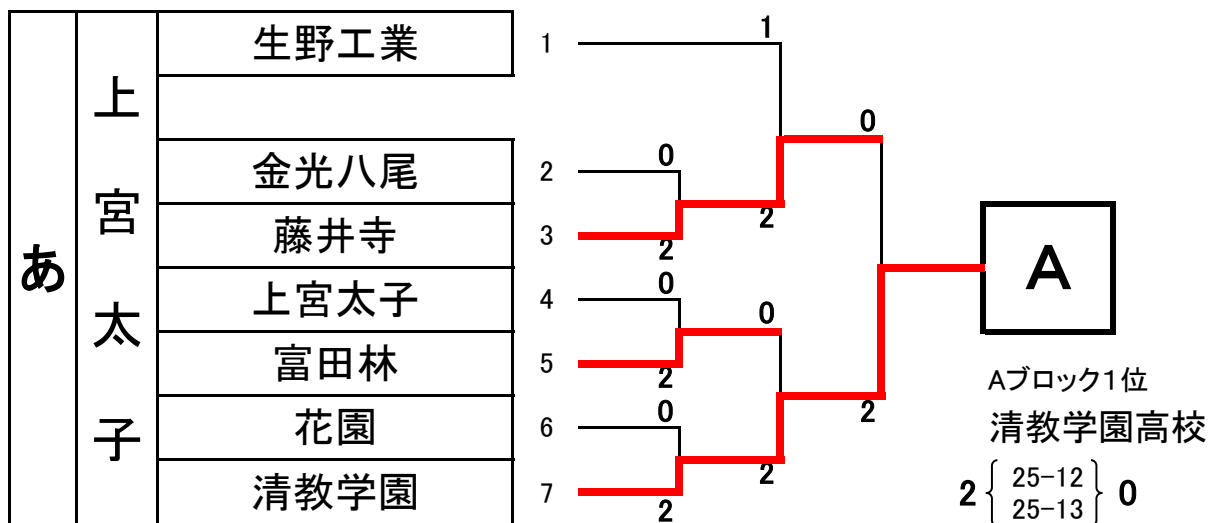 あ
上宮太子
生野工業 1 1
0
金光八尾 2 0
藤井寺 3 2 2
上宮太子 4 0 0
富田林 5 2
花園 6 0 2
清教学園 7 2 2
A
Aブロック1位
清教学園高校
2 { 25-12 25-13 } 0